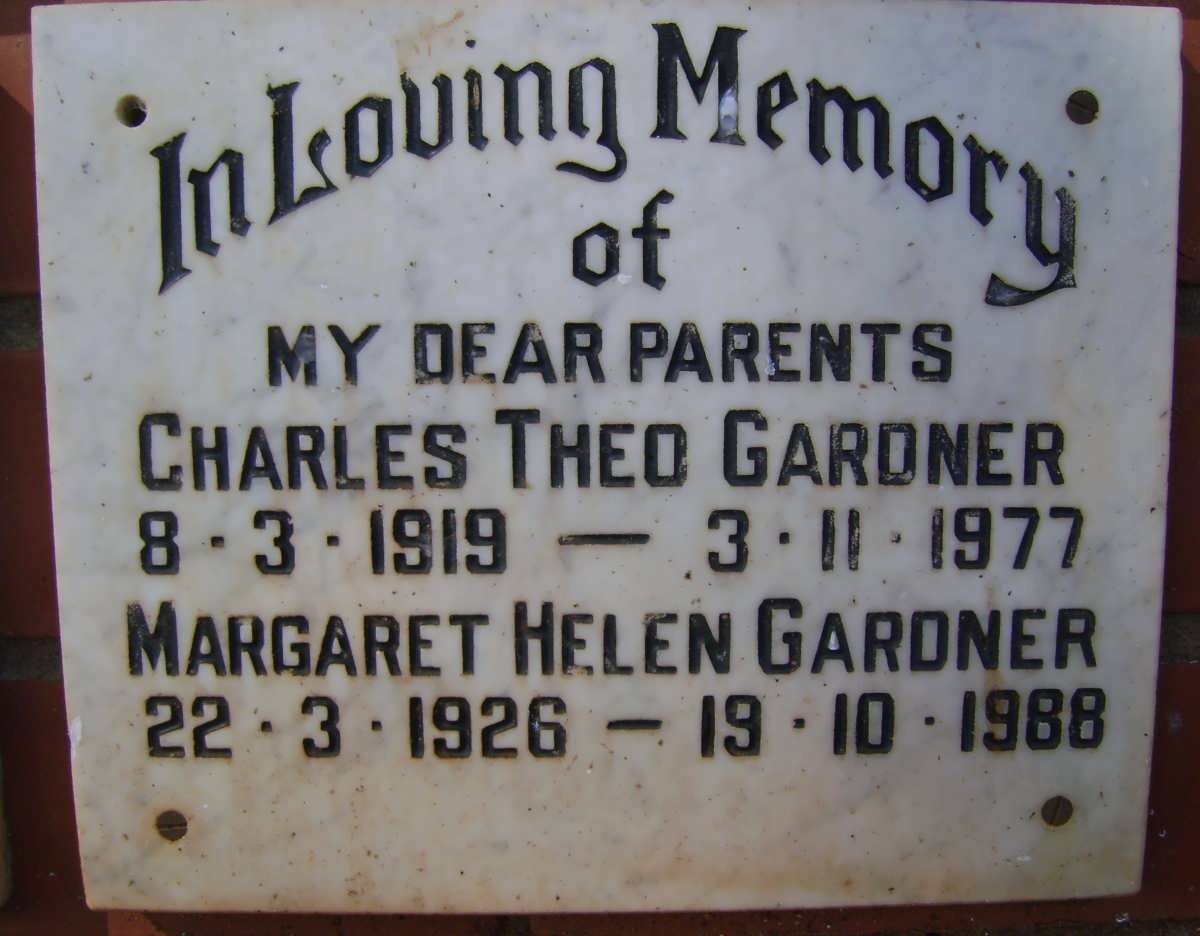 In Loving Memory
of
MY DEAR PARENTS
CHARLES THEO GARDNER
8·3·1919 — 3·11·1977
MARGARET HELEN GARDNER
22·3·1926 — 19·10·1988